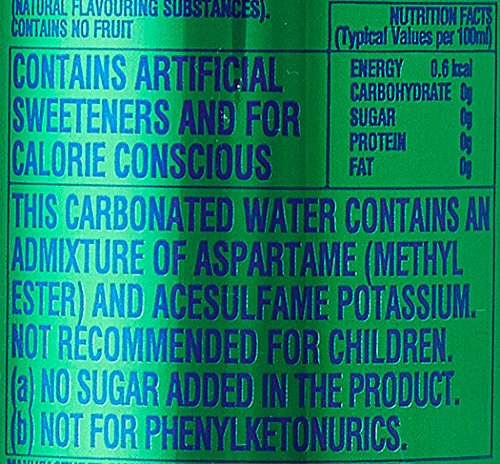 (NATURAL FLAVOURING SUBSTANCES).
CONTAINS NO FRUIT
NUTRITION FACTS
(Typical Values per 100ml)
CONTAINS ARTIFICIAL
SWEETENERS AND FOR
CALORIE CONSCIOUS
ENERGY 0.6 kcal
CARBOHYDRATE 0g
SUGAR 0g
PROTEIN 0g
FAT 0g
THIS CARBONATED WATER CONTAINS AN
ADMIXTURE OF ASPARTAME (METHYL
ESTER) AND ACESULFAME POTASSIUM.
NOT RECOMMENDED FOR CHILDREN.
(a) NO SUGAR ADDED IN THE PRODUCT.
(b) NOT FOR PHENYLKETONURICS.